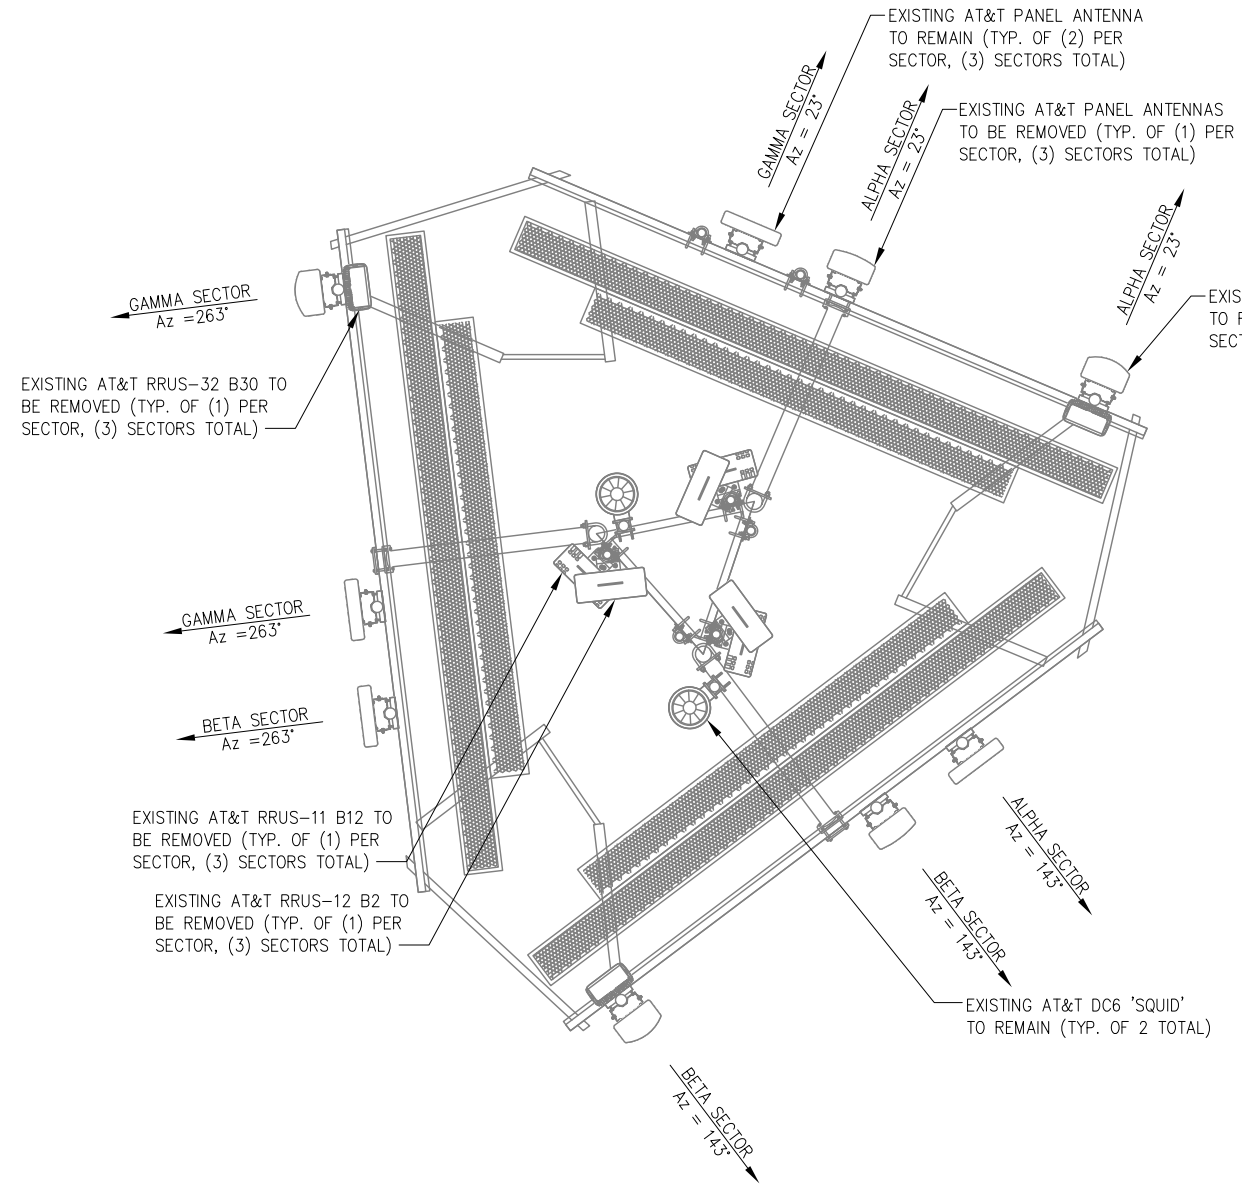 EXISTING AT&T PANEL ANTENNA
TO REMAIN (TYP. OF (2) PER
SECTOR, (3) SECTORS TOTAL)
GAMMA SECTOR
Az = 23°
ALPHA SECTOR
Az = 23°
EXISTING AT&T PANEL ANTENNAS
TO BE REMOVED (TYP. OF (1) PER
SECTOR, (3) SECTORS TOTAL)
ALPHA SECTOR
Az = 23°
GAMMA SECTOR
Az =263°
TO
EXISTING AT&T RRUS-32 B30 TO
BE REMOVED (TYP. OF (1) PER
SECTOR, (3) SECTORS TOTAL)
GAMMA SECTOR
Az =263°
BETA SECTOR
Az =263°
EXISTING AT&T RRUS-11 B12 TO
BE REMOVED (TYP. OF (1) PER
SECTOR, (3) SECTORS TOTAL)
EXISTING AT&T RRUS-12 B2 TO
BE REMOVED (TYP. OF (1) PER
SECTOR, (3) SECTORS TOTAL)
ALPHA SECTOR
Az = 143°
BETA SECTOR
Az = 143°
EXISTING AT&T DC6 'SQUID'
TO REMAIN (TYP. OF 2 TOTAL)
BETA SECTOR
Az = 143°